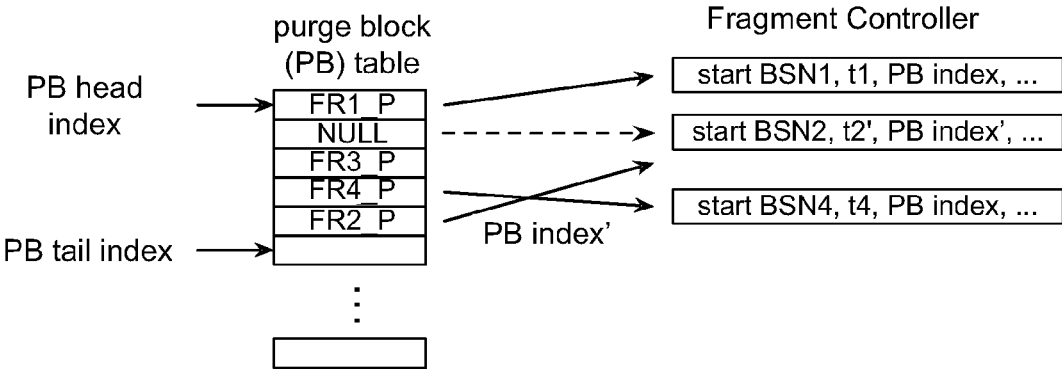 Fragment Controller
purge block
(PB) table
PB head
index
FR1_P
NULL
FR3_P
FR4_P
FR2_P
PB tail index
PB index’
start BSN1, t1, PB index, ...
start BSN2, t2', PB index’, ...
start BSN4, t4, PB index, ...